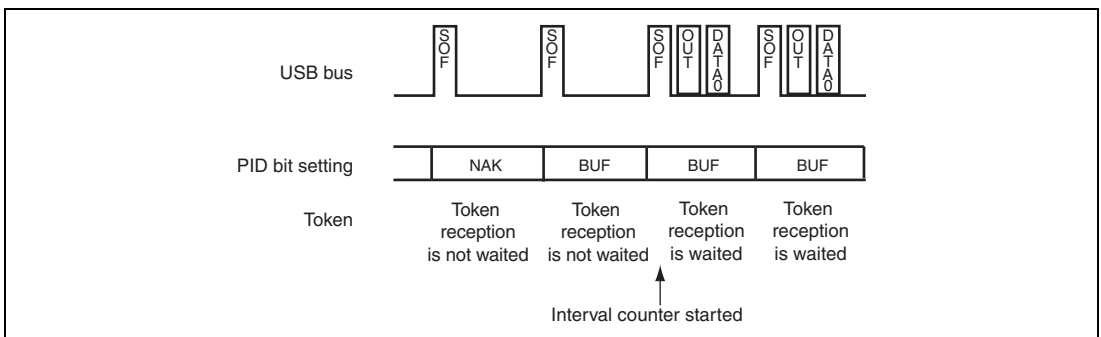 SOF
SOF
SOF
OUT
DATA0
SOF
OUT
DATA0
USB bus
PID bit setting
NAK
BUF
BUF
BUF
Token
Token
reception
is not waited
Token
reception
is not waited
Token
reception
is waited
Token
reception
is waited
Interval counter started